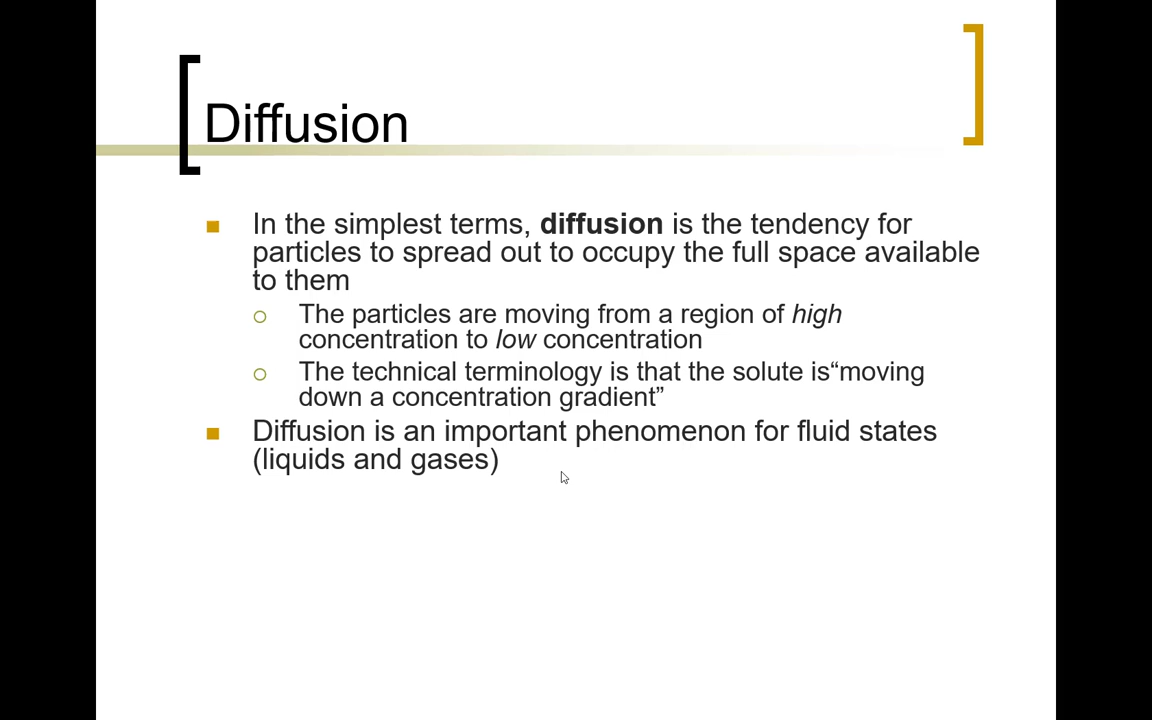 Diffusion
In the simplest terms, diffusion is the tendency for
particles to spread out to occupy the full space available
to them
The particles are moving from a region of high
concentration to low concentration
The technical terminology is that the solute is“moving
down a concentration gradient”
Diffusion is an important phenomenon for fluid states
(liquids and gases)